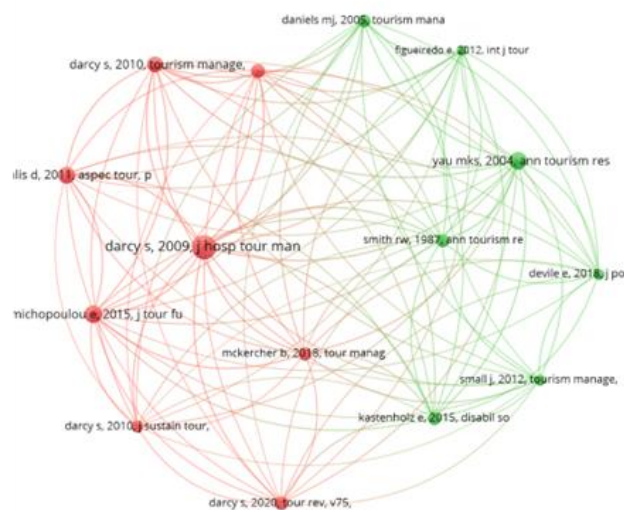 daniels mj, 2005, tourism mana
figueiredo e, 2012, int j tour
darcy s, 2010, tourism manage,
yau mks, 2004, ann tourism res
alis d, 2011, aspec tour, p
smith rw, 1987, ann tourism re
darcy s, 2009, j hosp tour man
devile e, 2018, j po
michopoulou e, 2015, j tour fu
mckercher b, 2018, tour manag
small j, 2012, tourism manage,
kastenholz e, 2015, disabil so
darcy s, 2010, j sustain tour,
darcy s, 2020, tour rev, v75,